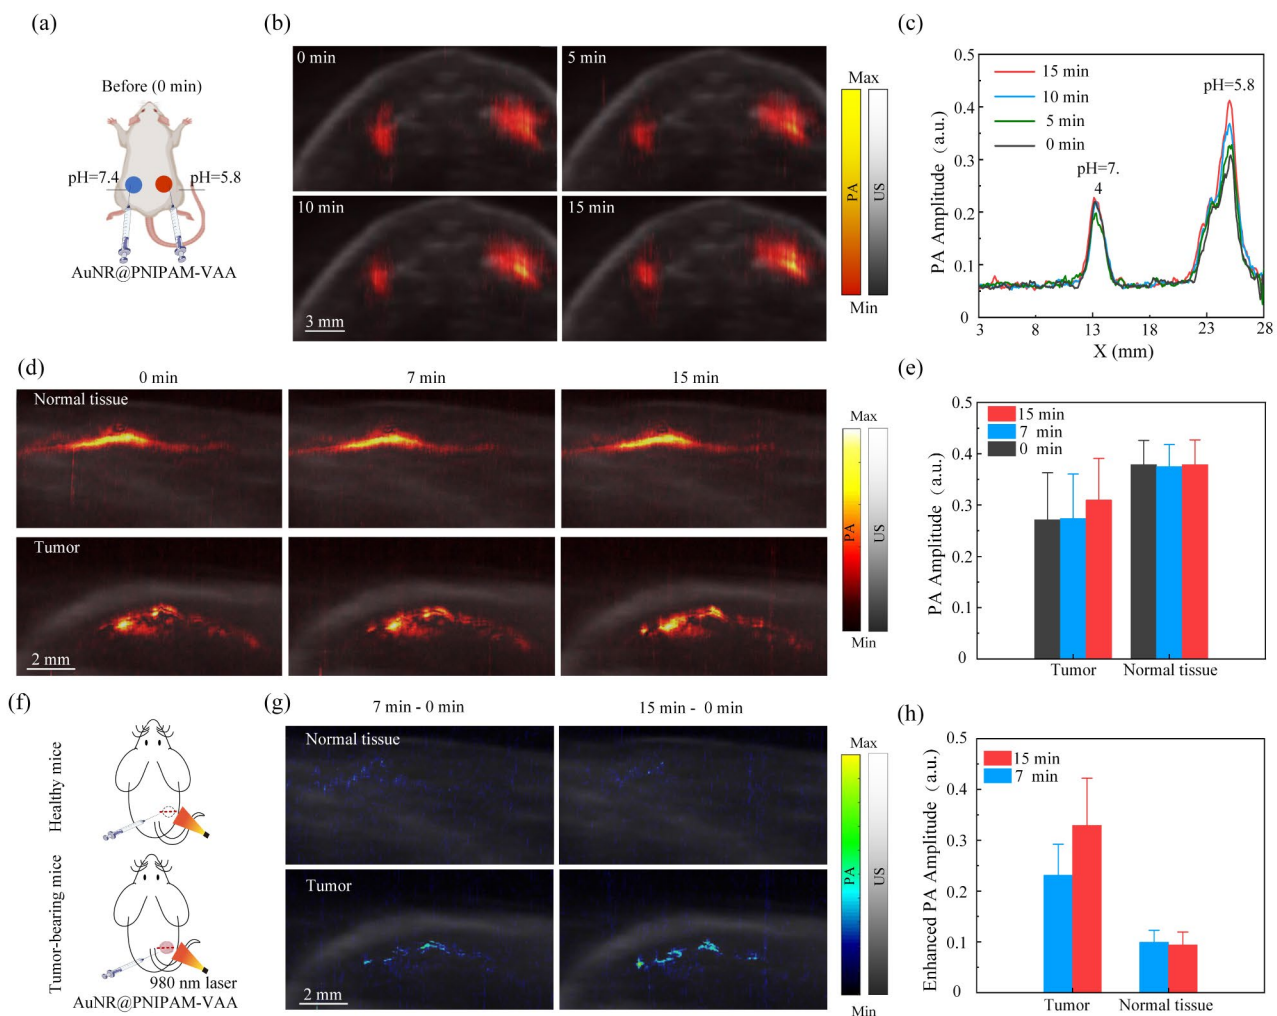 (a)
Before (0 min)
pH=7.4
pH=5.8
AuNR@PNIPAM-VAA
(b)
0 min
5 min
10 min
15 min
3 mm
Max
PA
US
Min
(c)
PA Amplitude (a.u.)
0.5
0.4
0.3
0.2
0.1
0
15 min
10 min
5 min
0 min
pH=7.
4
pH=5.8
3 8 13 18 23 28
X (mm)
(d)
0 min 7 min 15 min
Normal tissue
Tumor
2 mm
Max
PA
US
Min
(e)
PA Amplitude (a.u.)
0.5
0.4
0.3
0.2
0.1
0
15 min
7 min
0 min
Tumor Normal tissue
(f)
Healthy mice
Tumor-bearing mice
980 nm laser
AuNR@PNIPAM-VAA
(g)
7 min - 0 min 15 min - 0 min
Normal tissue
Tumor
2 mm
Max
PA
US
Min
(h)
Enhanced PA Amplitude (a.u.)
0.5
0.4
0.3
0.2
0.1
0
15 min
7 min
Tumor Normal tissue